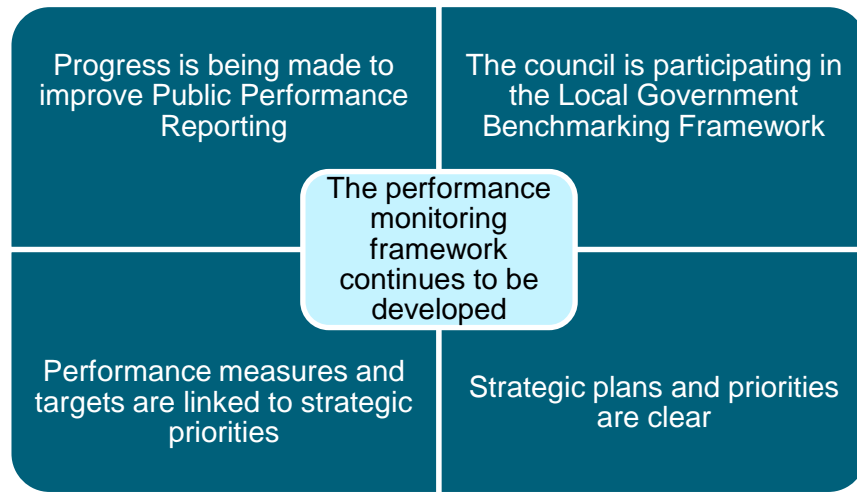 Progress is being made to
improve Public Performance
Reporting
The council is participating in
the Local Government
Benchmarking Framework
The performance
monitoring
framework
continues to be
developed
Performance measures and
targets are linked to strategic
priorities
Strategic plans and priorities
are clear